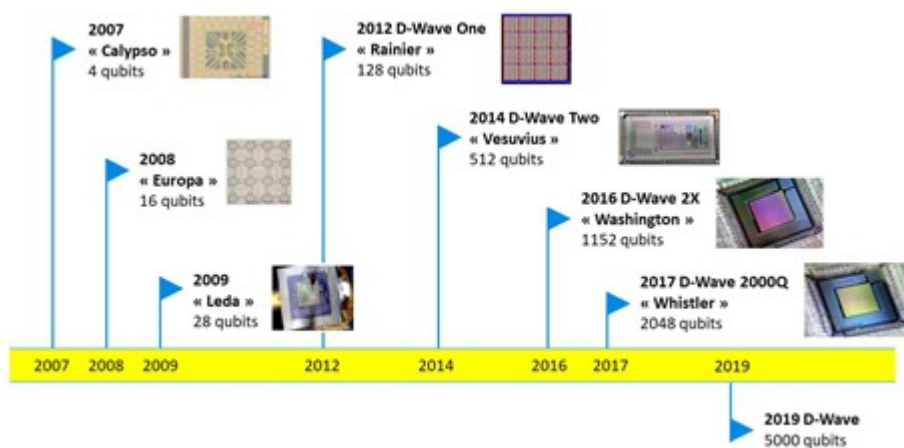 2007
« Calypso »
4 qubits
2008
« Europa »
16 qubits
2009
« Leda »
28 qubits
2012 D-Wave One
« Rainier »
128 qubits
2014 D-Wave Two
« Vesuvius »
512 qubits
2016 D-Wave 2X
« Washington »
1152 qubits
2017 D-Wave 2000Q
« Whistler »
2048 qubits
2007 2008 2009 2012 2014 2016 2017 2019
2019 D-Wave
5000 qubits